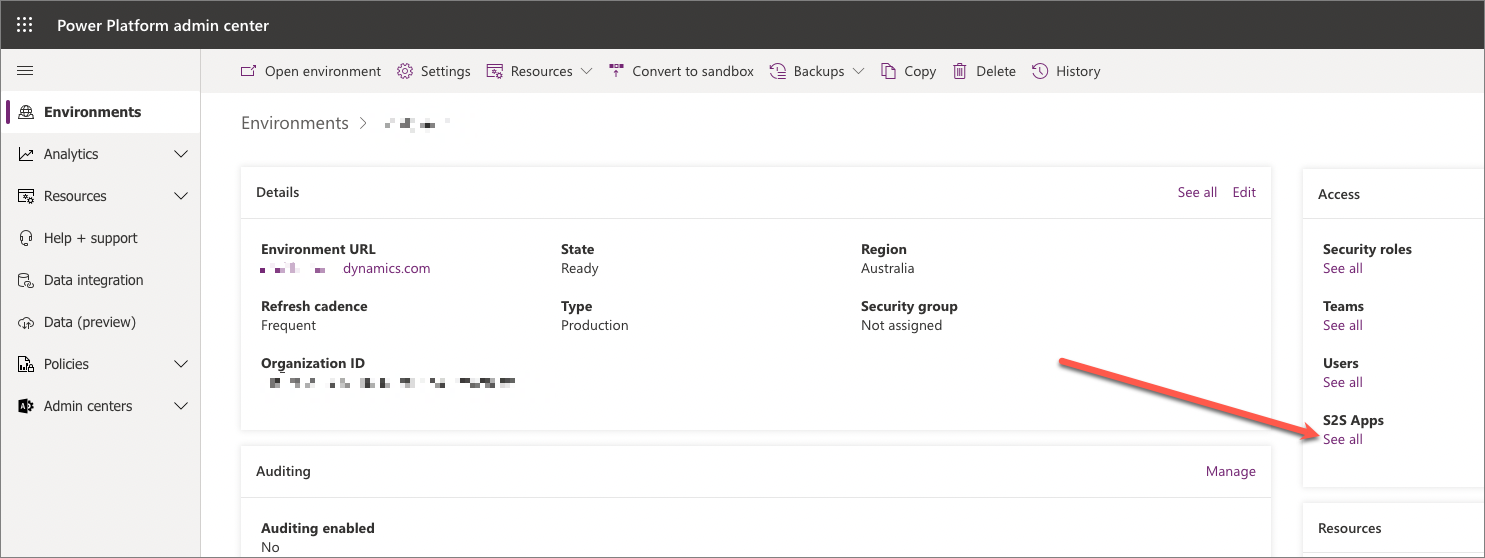 Power Platform admin center
Open environment Settings Resources Convert to sandbox Backups Copy Delete History
Environments
Analytics
Resources
Help + support
Data integration
Data (preview)
Policies
Admin centers
Environments
Details See all Edit
Environment URL State Region
dynamics.com Ready Australia
Refresh cadence Type Security group
Frequent Production Not assigned
Organization ID
Auditing Manage
Auditing enabled
No
Access
Security roles
See all
Teams
See all
Users
See all
S2S Apps
See all
Resources